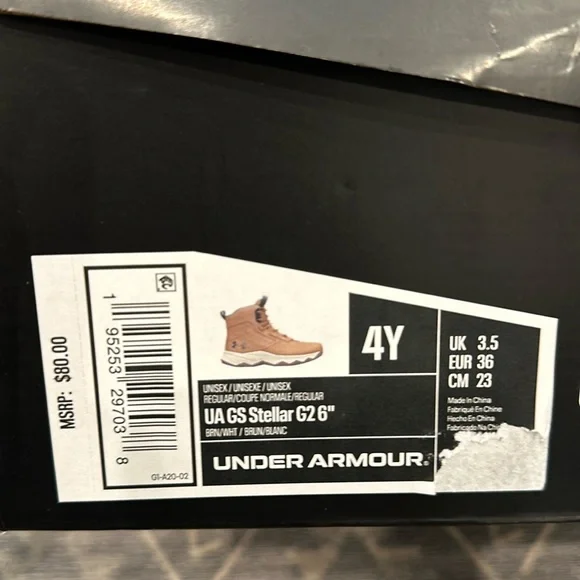 MSRP: $80.00
1 95253 29703 8
GI-A20-02
4Y
UNISEX / UNISEXE / UNISEX
REGULAR/COUPE NORMALE/REGULAR
UA GS Stellar G2 6"
BRN/WHT / BRUN/BLANC
UNDER ARMOUR®
UK 3.5
EUR 36
CM 23
Made In China
Fabriqué En Chine
Hecho En China
Fabricado Na